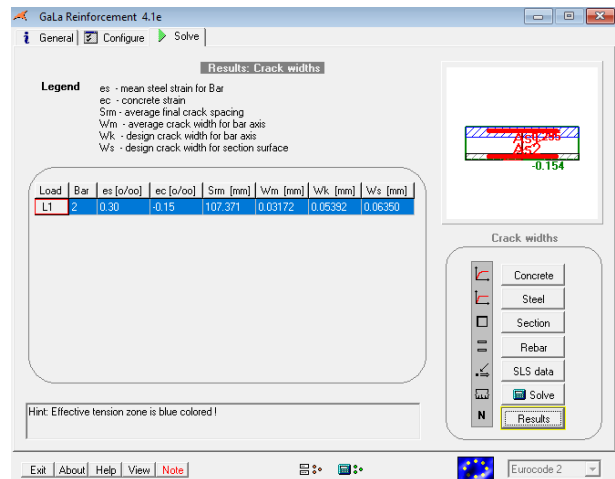 GaLa Reinforcement 4.1e
General Configure Solve
Results: Crack widths
Legend es - mean steel strain for Bar
ec - concrete strain
Srm - average final crack spacing
Wm - average crack width for bar axis
Wk - design crack width for bar axis
Ws - design crack width for section surface
As2
-0.154
Load Bar es [o/oo] ec [o/oo] Srm [mm] Wm [mm] Wk [mm] Ws [mm]
L1 2 0.30 -0.15 107.371 0.03172 0.05392 0.06350
Crack widths
Concrete
Steel
Section
Rebar
SLS data
Solve
N Results
Hint: Effective tension zone is blue colored !
Exit About Help View Note
Eurocode 2